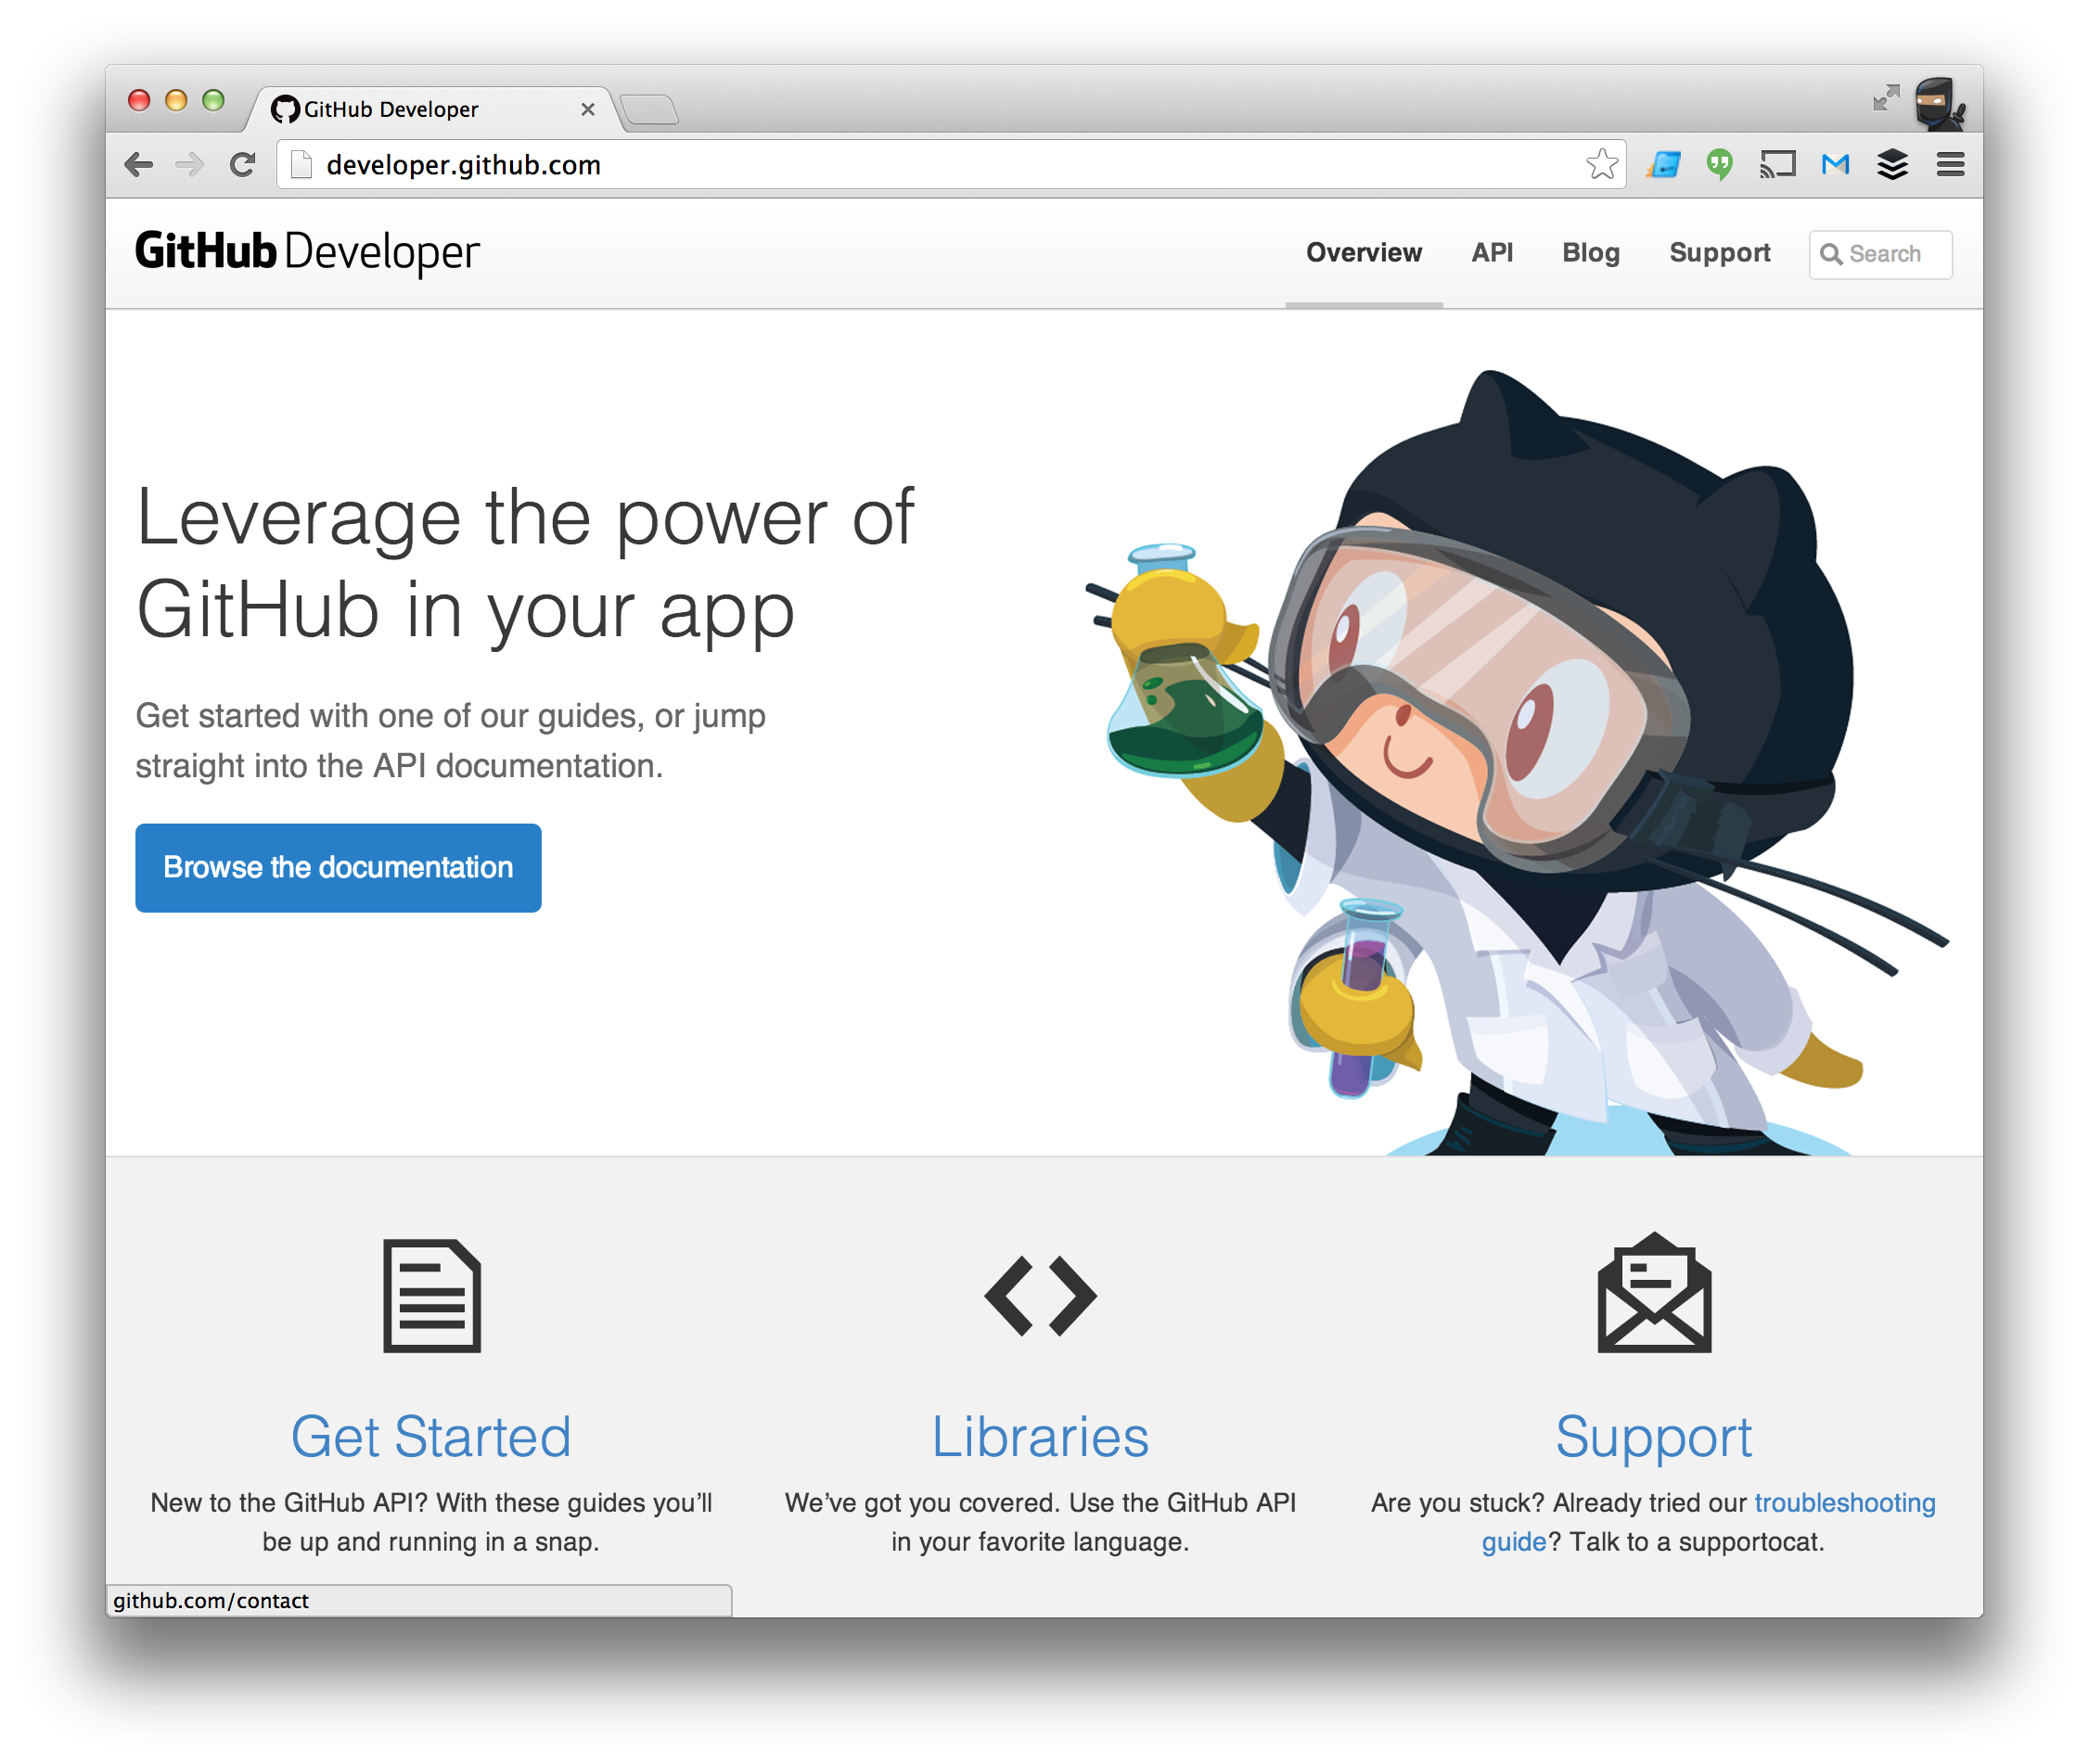 GitHub Developer
developer.github.com
GitHub Developer
Overview API Blog Support Search
Leverage the power of
GitHub in your app
Get started with one of our guides, or jump
straight into the API documentation.
Browse the documentation
Get Started
New to the GitHub API? With these guides you’ll
be up and running in a snap.
Libraries
We’ve got you covered. Use the GitHub API
in your favorite language.
Support
Are you stuck? Already tried our troubleshooting
guide? Talk to a supportocat.
github.com/contact